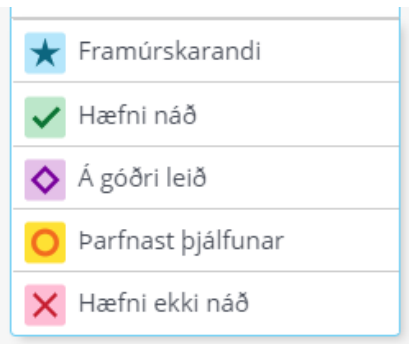 Framúrskarandi
Hæfni náð
Á góðri leið
Þarfnast þjálfunar
Hæfni ekki náð